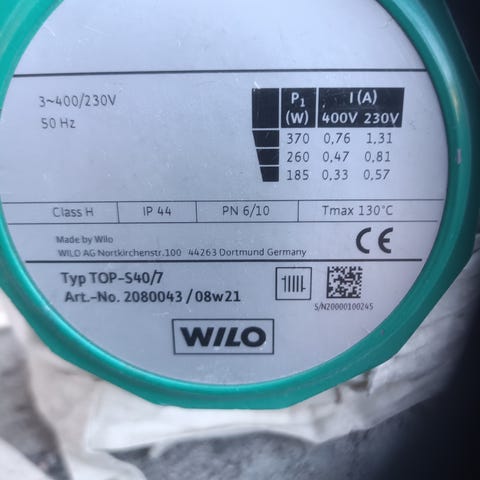 3~400/230V
50 Hz
P1 (W) I (A)
400V 230V
370 0,76 1,31
260 0,47 0,81
185 0,33 0,57
Class H IP 44 PN 6/10 Tmax 130°C
Made by Wilo
WILO AG Nortkirchenstr.100 44263 Dortmund Germany
CE
Typ TOP-S40/7
Art.-No. 2080043 / 08w21
S/N20000100245
WILO